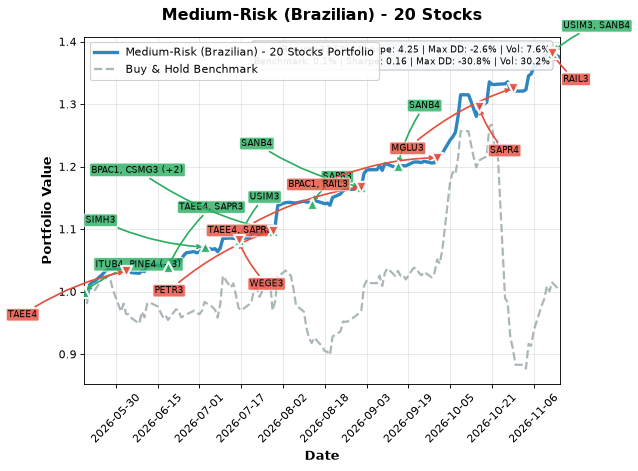 Medium-Risk (Brazilian) - 20 Stocks
USIM3, SANB4
1.4
Medium-Risk (Brazilian) - 20 Stocks Portfolio
4.25 | Max DD: -2.6% | Vol: 7.6%
Buy & Hold Benchmark
0.1% | Sharpe: 0.16 | Max DD: -30.8% | Vol: 30.2%
RAIL3
SANB4
1.3
SANB4
MGLU3
SAPR4
BPAC1, CSMG3 (+2)
1.2
BPAC1, RAIL3
USIM3
TAEE4, SAPR3
SIMH3
TAEE4, SAPR
1.1
ITUB4, PINE4
WEGE3
PETR3
1.0
TAEE4
0.9
Portfolio Value
2026-05-30
2026-06-15
2026-07-01
2026-07-17
2026-08-02
2026-08-18
2026-09-03
2026-09-19
2026-10-05
2026-10-21
2026-11-06
Date